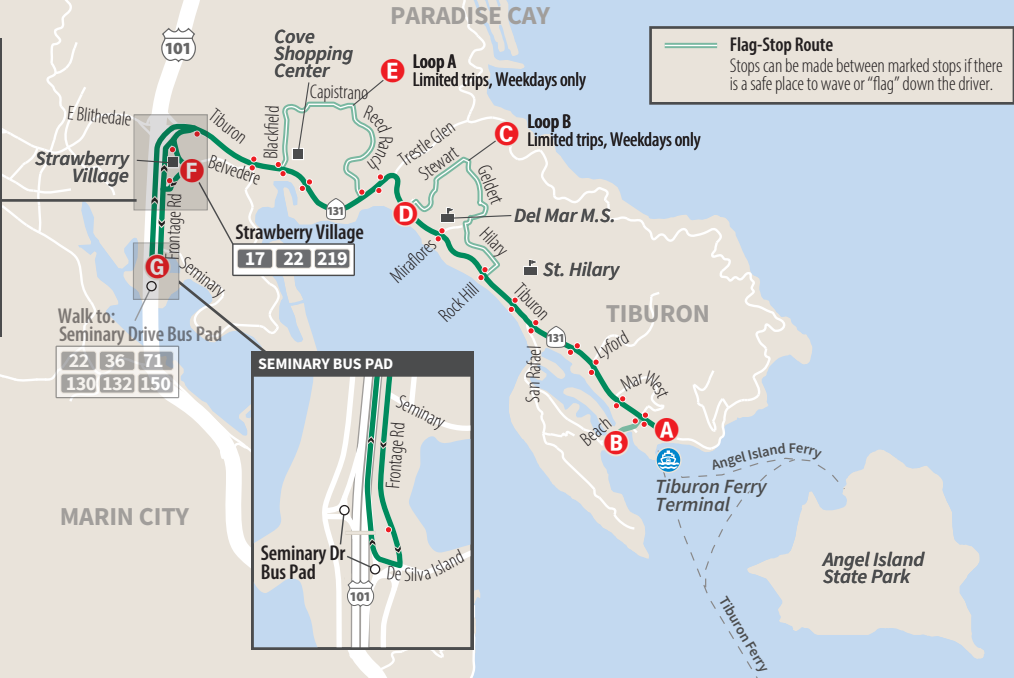 PARADISE CAY
101
Cove
Shopping
Center
E
Loop A
Limited trips, Weekdays only
Flag-Stop Route
Stops can be made between marked stops if there
is a safe place to wave or “flag” down the driver.
Capistrano
E Blithedale
Tiburon
Blackfield
Reed Ranch
Trestle Glen
C
Loop B
Limited trips, Weekdays only
Strawberry
Village
F
Belvedere
Stewart
Geldert
131
D
Del Mar M.S.
Frontage Rd
Strawberry Village
17 22 219
Miraflores
Hilary
G
Seminary
St. Hilary
Rock Hill
Tiburon
TIBURON
Walk to:
Seminary Drive Bus Pad
22 36 71
130 132 150
131
Lyford
San Rafael
SEMINARY BUS PAD
Mar West
Seminary
Frontage Rd
Beach
B
A
Angel Island Ferry
Tiburon Ferry
Terminal
MARIN CITY
Seminary Dr
Bus Pad
De Silva Island
101
Angel Island
State Park
Tiburon Ferry